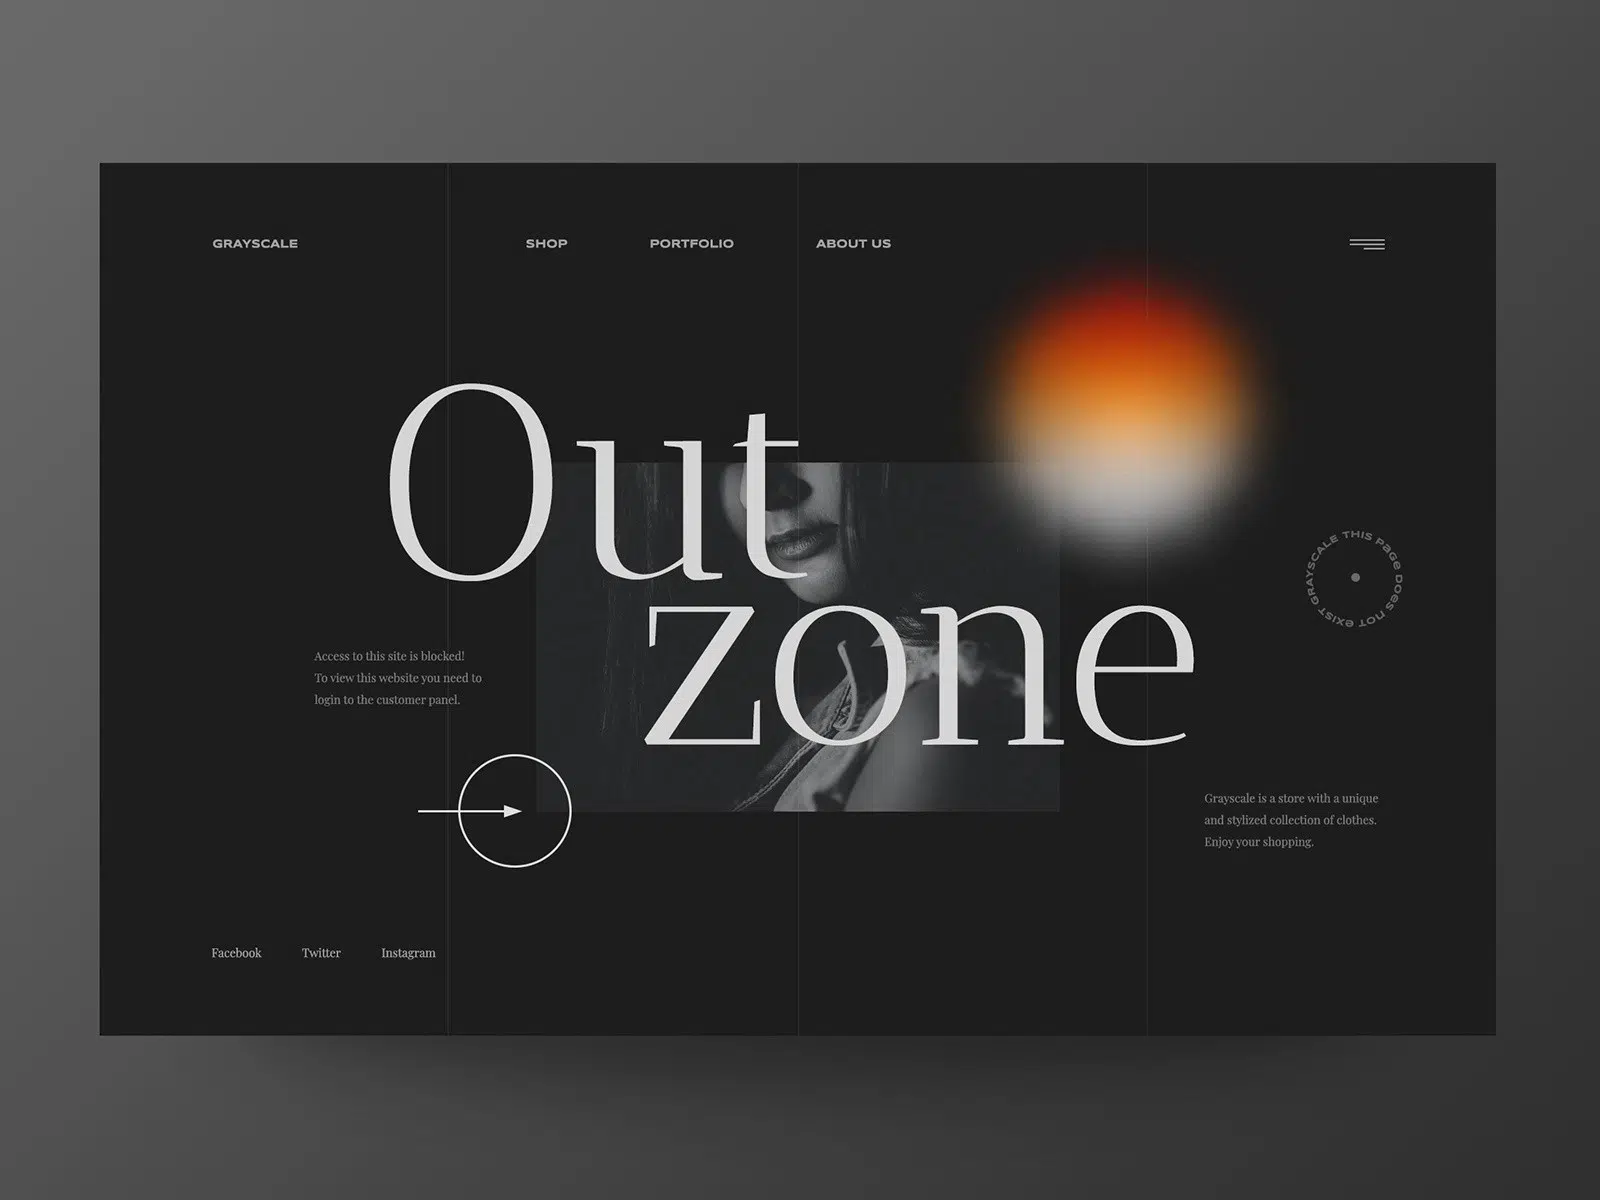 GRAYSCALE
SHOP
PORTFOLIO
ABOUT US
Out
zone
GRAYSCALE THIS PaGe DOeS NOT eXIST
Access to this site is blocked!
To view this website you need to
login to the customer panel.
Grayscale is a store with a unique
and stylized collection of clothes.
Enjoy your shopping.
Facebook
Twitter
Instagram